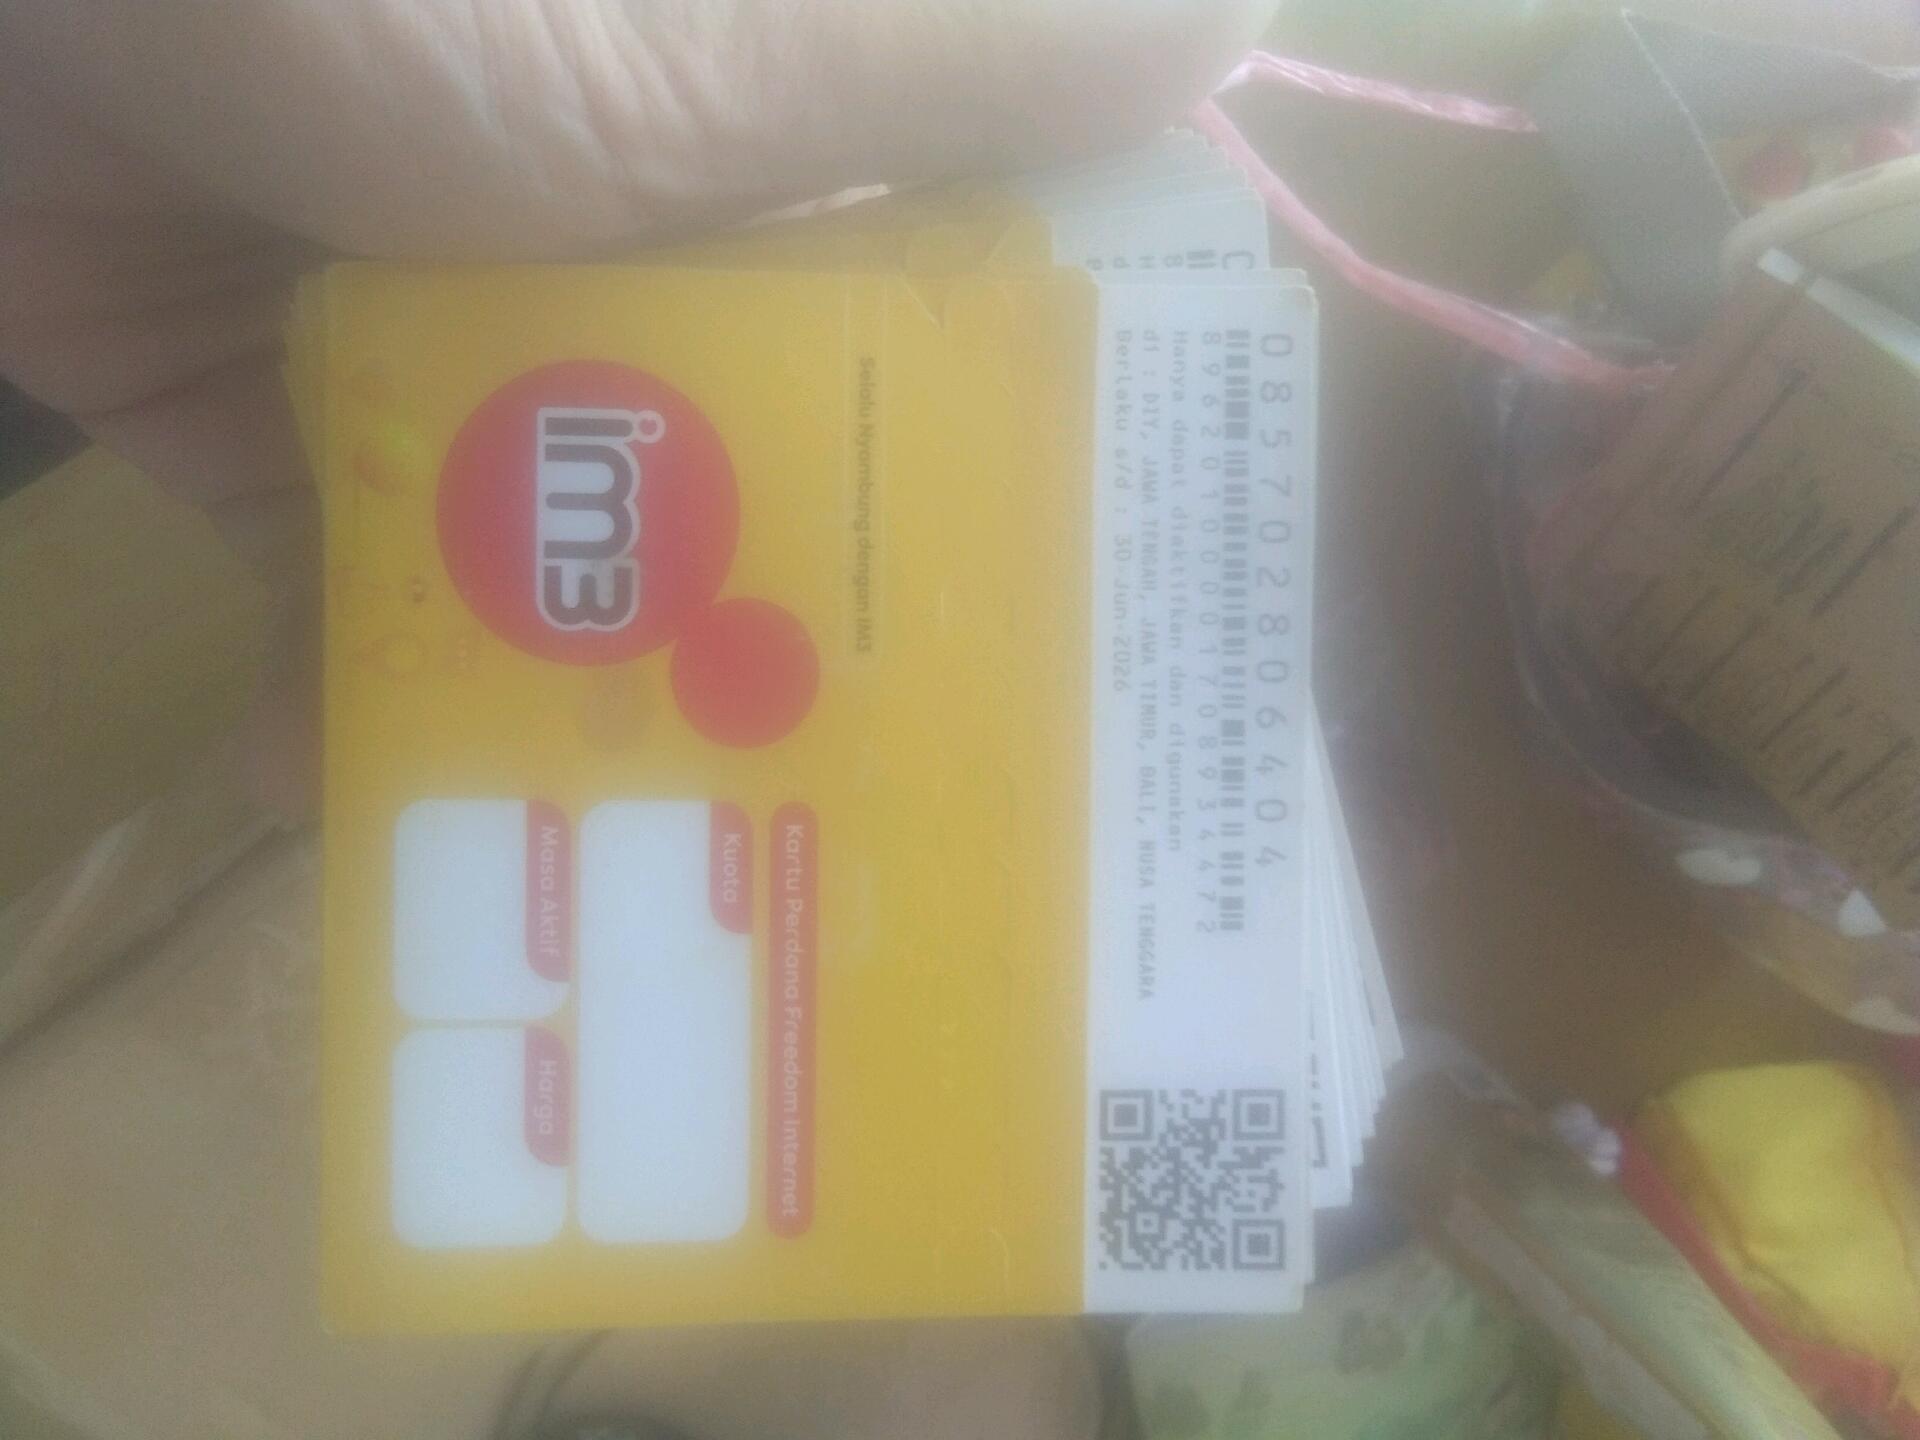 085702806404
89620100001708934472
Hanya dapat diaktifkan dan digunakan
di : DIY, JAWA TENGAH, JAWA TIMUR, BALI, NUSA TENGGARA
Berlaku s/d : 30-Jun-2026
Selalu Nyambung dengan IM3
im3
Kartu Perdana Freedom Internet
Kuota
Masa Aktif
Harga